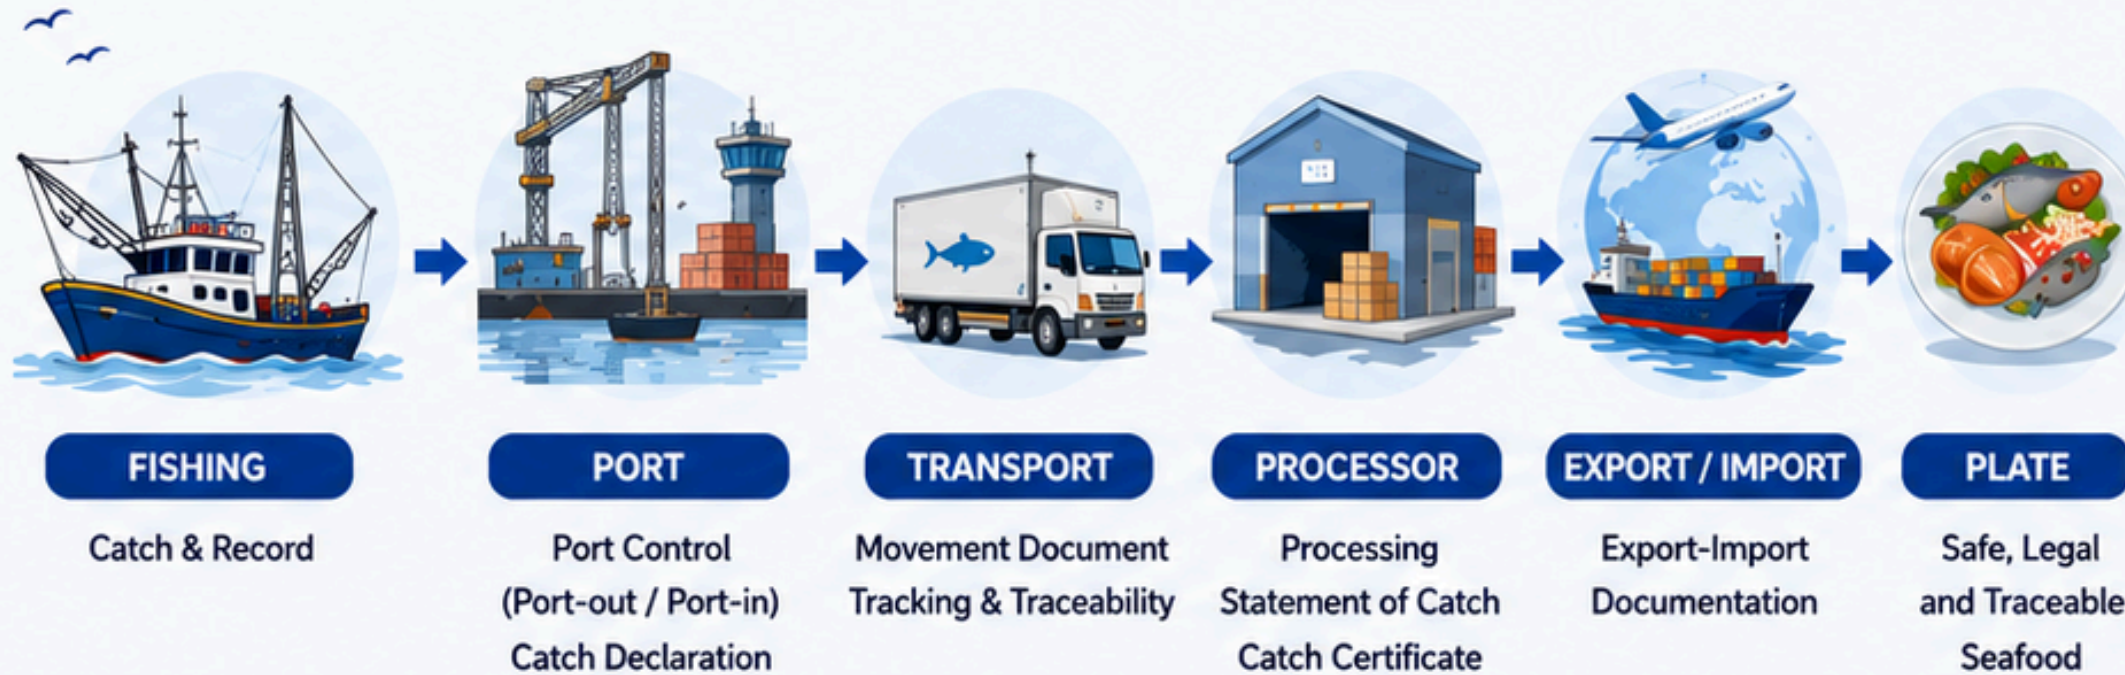 FISHING
Catch & Record
PORT
Port Control
(Port-out / Port-in)
Catch Declaration
TRANSPORT
Movement Document
Tracking & Traceability
PROCESSOR
Processing
Statement of Catch
Catch Certificate
EXPORT / IMPORT
Export-Import
Documentation
PLATE
Safe, Legal
and Traceable
Seafood